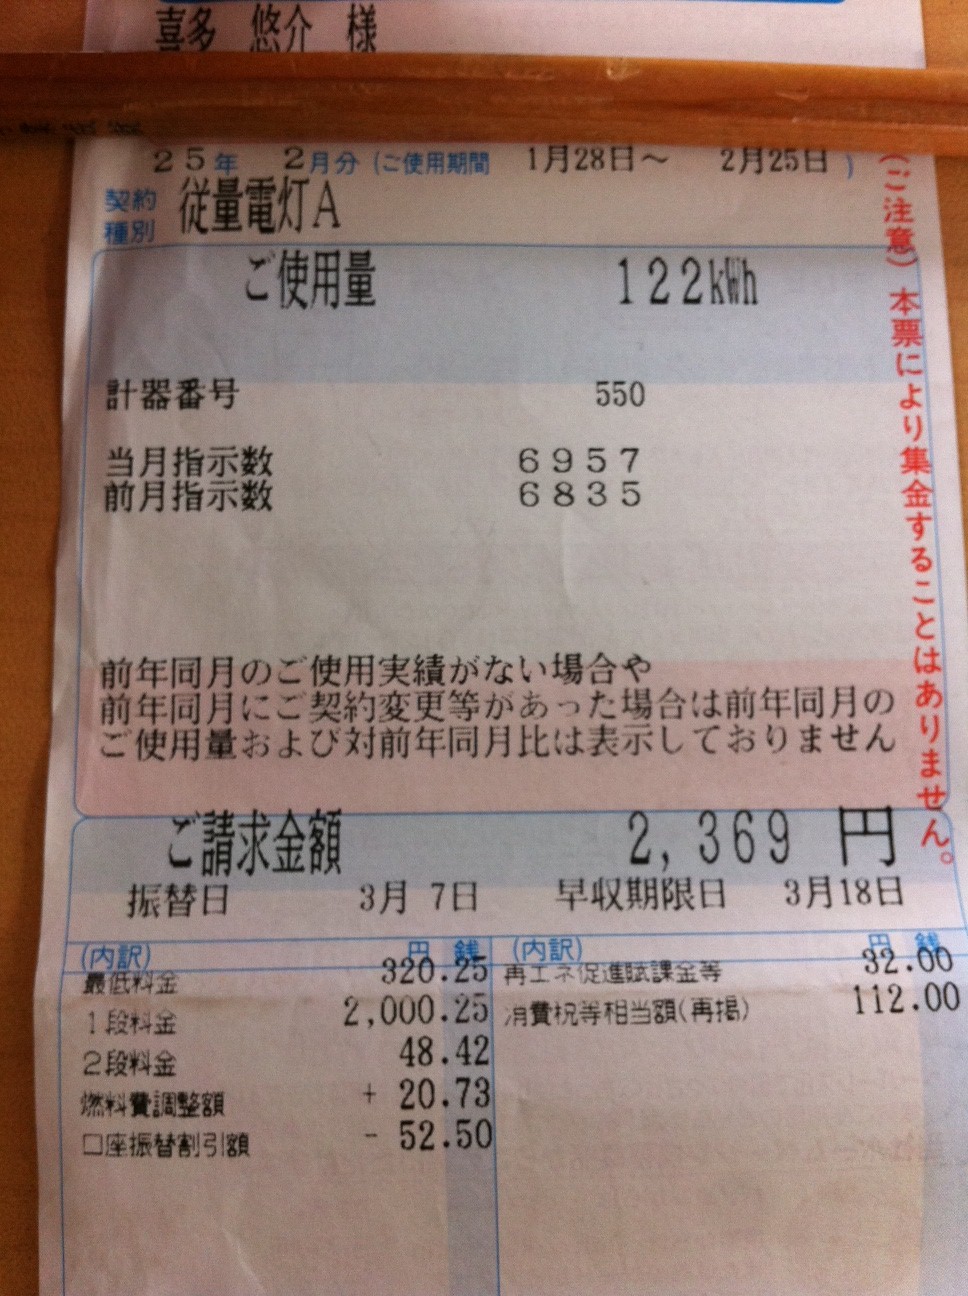 喜多 悠介 様
25年 2月分 (ご使用期間 1月28日～ 2月25日 )
契約種別 従量電灯A
ご使用量 122kWh
計器番号 550
当月指示数 6957
前月指示数 6835
前年同月のご使用実績がない場合や
前年同月にご契約変更等があった場合は前年同月の
ご使用量および対前年同月比は表示しておりません
ご請求金額 2,369 円
振替日 3月 7日 早収期限日 3月18日
(内訳) 円 銭
最低料金 320.25
1段料金 2,000.25
2段料金 48.42
燃料費調整額 + 20.73
口座振替割引額 - 52.50
(内訳) 円 銭
再エネ促進賦課金等 32.00
消費税等相当額(再掲) 112.00
(ご注意) 本票により集金することはありません。